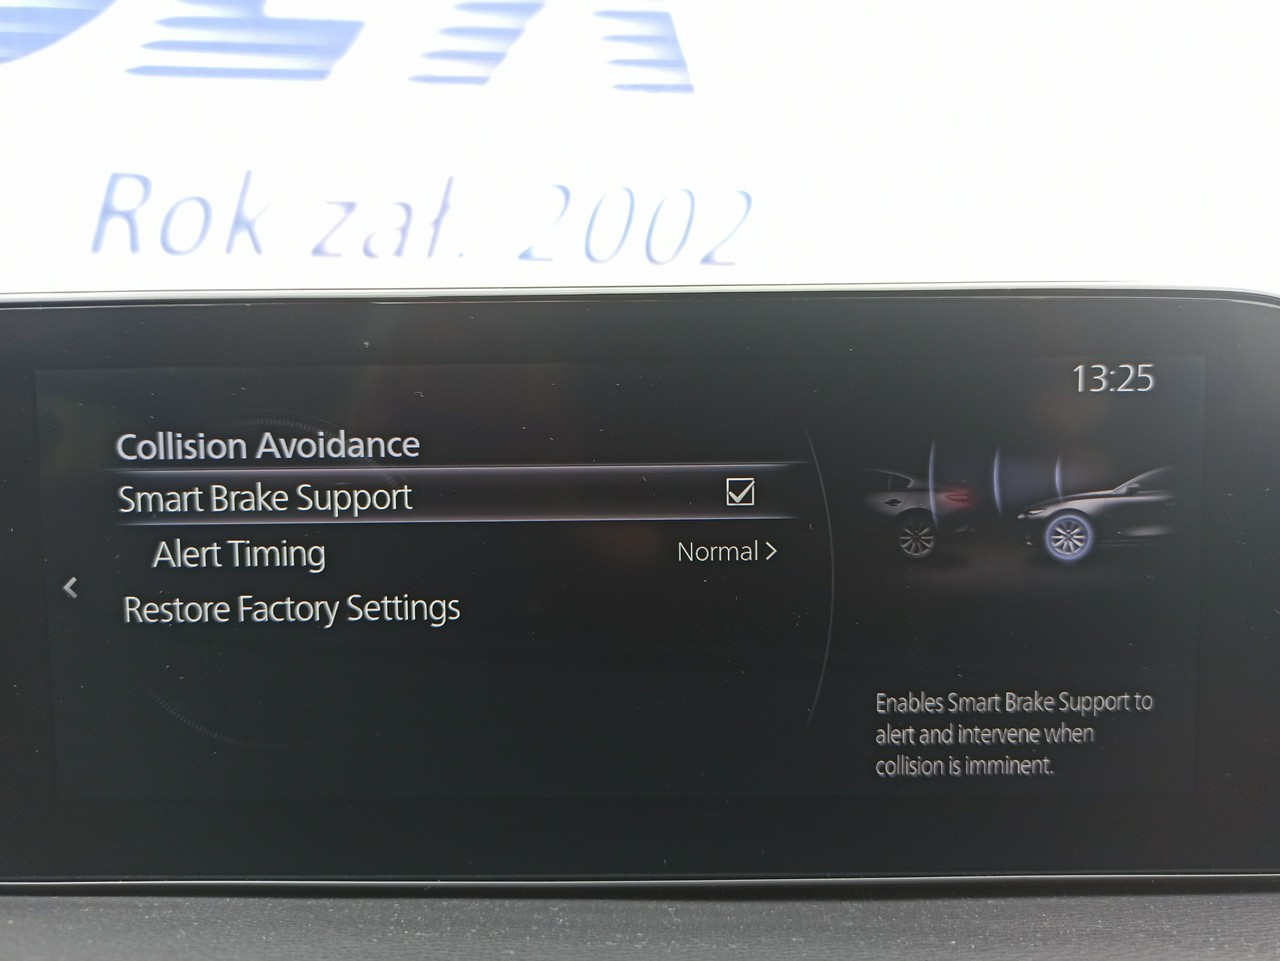 Rok zał. 2002
13:25
Collision Avoidance
Smart Brake Support
Alert Timing Normal >
Restore Factory Settings
<
Enables Smart Brake Support to
alert and intervene when
collision is imminent.